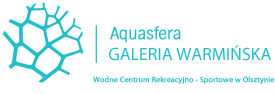 Aquasfera
GALERIA WARMIŃSKA
Wodne Centrum Rekreacyjno - Sportowe w Olsztynie